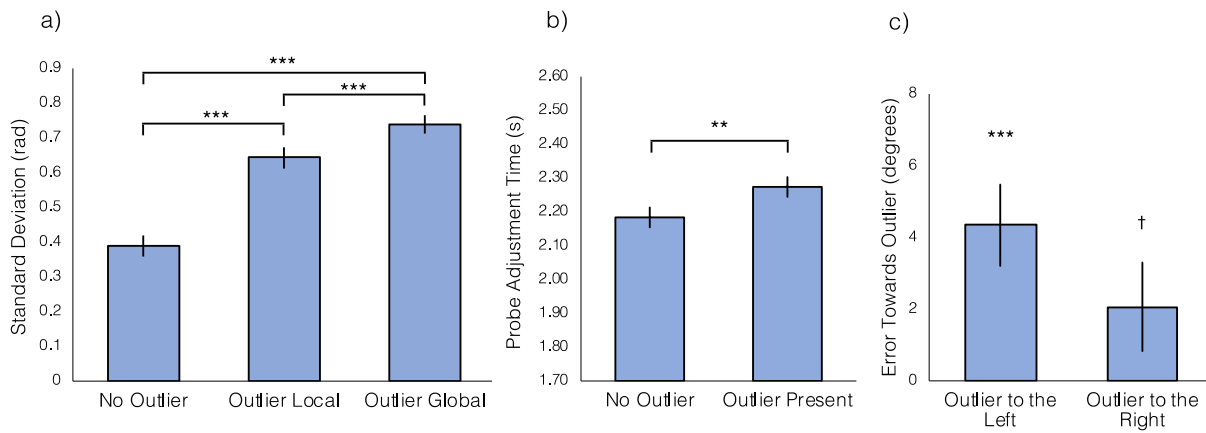 a)
Standard Deviation (rad)
0.9
0.8
0.7
0.6
0.5
0.4
0.3
0.2
0.1
0
***
***
***
No Outlier
Outlier Local
Outlier Global
b)
Probe Adjustment Time (s)
2.60
2.50
2.40
2.30
2.20
2.10
2.00
1.90
1.80
1.70
**
No Outlier
Outlier Present
c)
Error Towards Outlier (degrees)
8
6
4
2
0
***
†
Outlier to the
Left
Outlier to the
Right